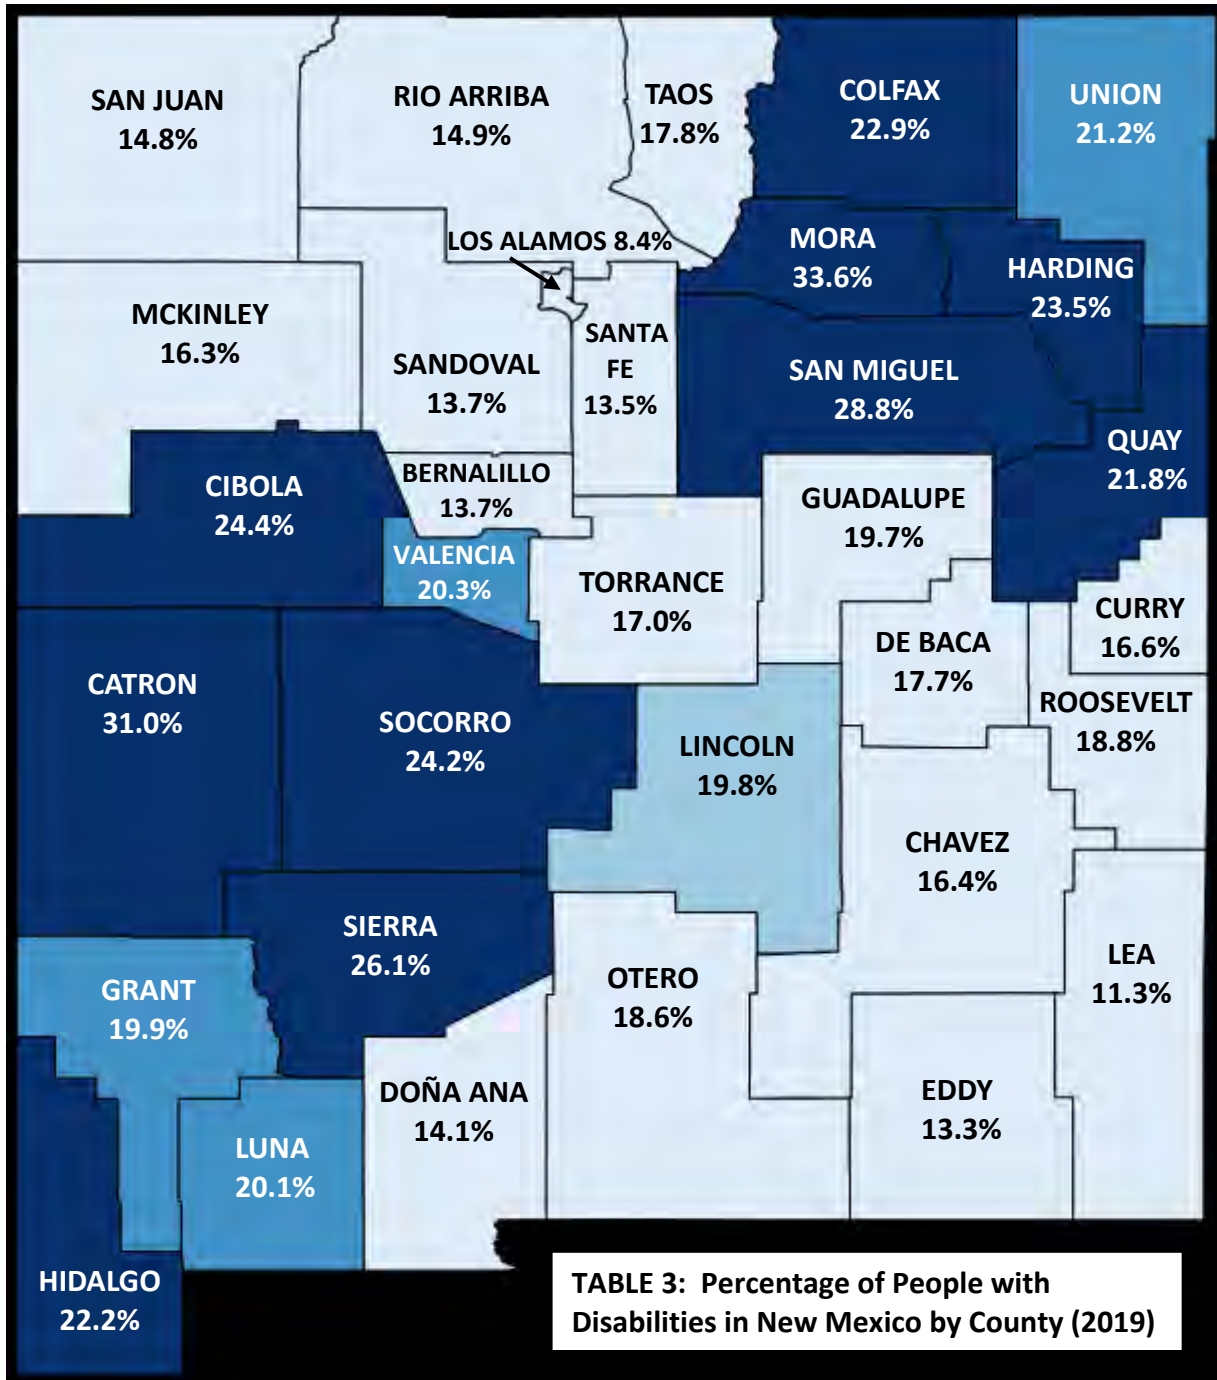 SAN JUAN
14.8%
RIO ARRIBA
14.9%
TAOS
17.8%
COLFAX
22.9%
UNION
21.2%
LOS ALAMOS 8.4%
MORA
33.6%
HARDING
23.5%
MCKINLEY
16.3%
SANDOVAL
13.7%
SANTA
FE
13.5%
SAN MIGUEL
28.8%
QUAY
21.8%
CIBOLA
24.4%
BERNALILLO
13.7%
GUADALUPE
19.7%
VALENCIA
20.3%
TORRANCE
17.0%
CURRY
16.6%
DE BACA
17.7%
CATRON
31.0%
SOCORRO
24.2%
LINCOLN
19.8%
ROOSEVELT
18.8%
CHAVEZ
16.4%
SIERRA
26.1%
OTERO
18.6%
LEA
11.3%
GRANT
19.9%
DOÑA ANA
14.1%
EDDY
13.3%
LUNA
20.1%
HIDALGO
22.2%
TABLE 3: Percentage of People with
Disabilities in New Mexico by County (2019)